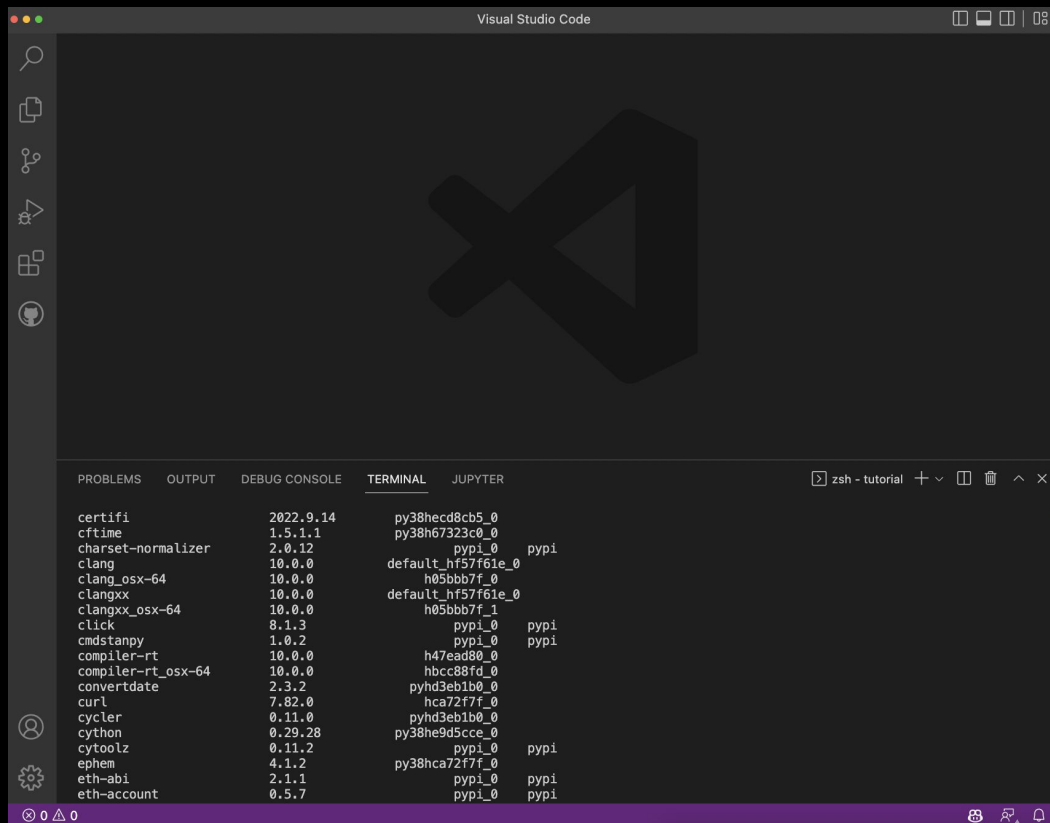 Visual Studio Code
PROBLEMS OUTPUT DEBUG CONSOLE TERMINAL JUPYTER zsh - tutorial
certifi 2022.9.14 py38hecd8cb5_0
cftime 1.5.1.1 py38h67323c0_0
charset-normalizer 2.0.12 pypi_0 pypi
clang 10.0.0 default_hf57f61e_0
clang_osx-64 10.0.0 h05bbb7f_0
clangxx 10.0.0 default_hf57f61e_0
clangxx_osx-64 10.0.0 h05bbb7f_1
click 8.1.3 pypi_0 pypi
cmdstanpy 1.0.2 pypi_0 pypi
compiler-rt 10.0.0 h47ead80_0
compiler-rt_osx-64 10.0.0 hbcc88fd_0
convertdate 2.3.2 pyhd3eb1b0_0
curl 7.82.0 hca72f7f_0
cycler 0.11.0 pyhd3eb1b0_0
cython 0.29.28 py38he9d5cce_0
cytoolz 0.11.2 pypi_0 pypi
ephem 4.1.2 py38hca72f7f_0
eth-abi 2.1.1 pypi_0 pypi
eth-account 0.5.7 pypi_0 pypi
0 0